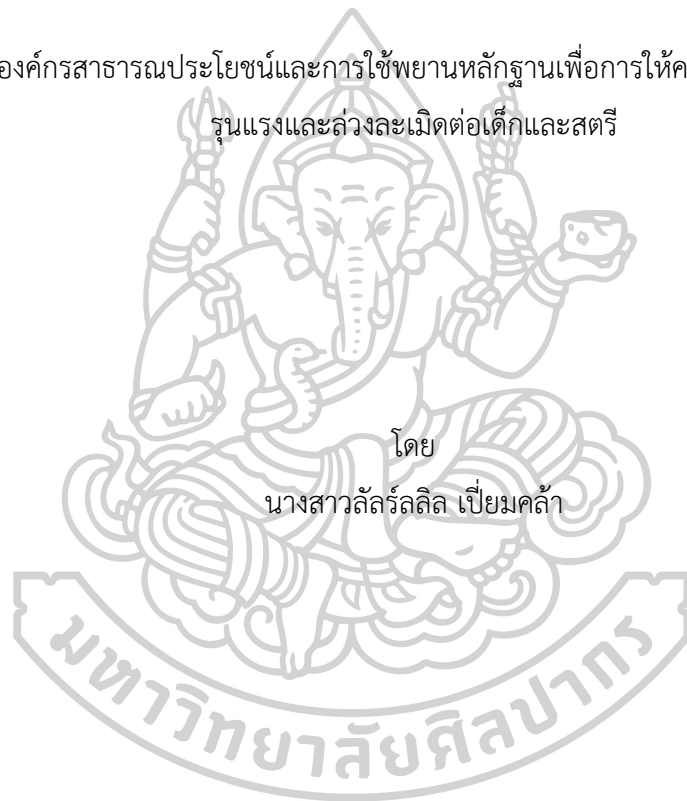 องค์กรสาธารณประโยชน์และการใช้พยานหลักฐานเพื่อการให้ค
รุนแรงและล่วงละเมิดต่อเด็กและสตรี
โดย
นางสาวลัลร์ลลิล เปี่ยมคล้า
มหาวิทยาลัยศิลปากร